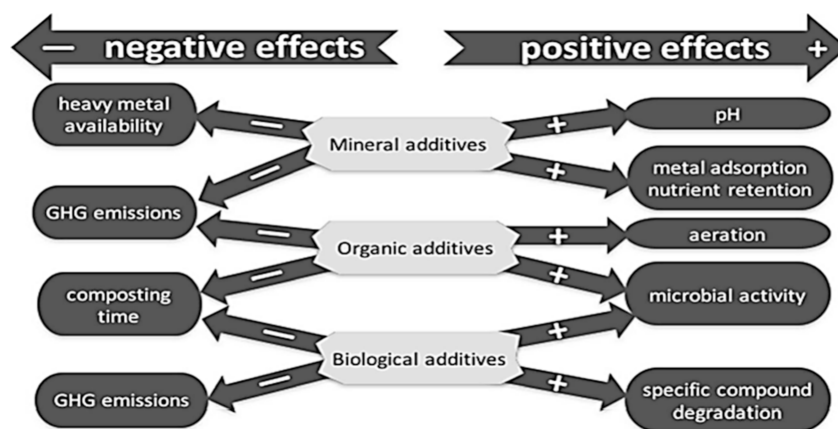 − negative effects
positive effects +
heavy metal
availability
−
Mineral additives
+
pH
−
+
metal adsorption
nutrient retention
GHG emissions
−
Organic additives
+
aeration
−
+
composting
time
microbial activity
−
Biological additives
+
GHG emissions
−
+
specific compound
degradation